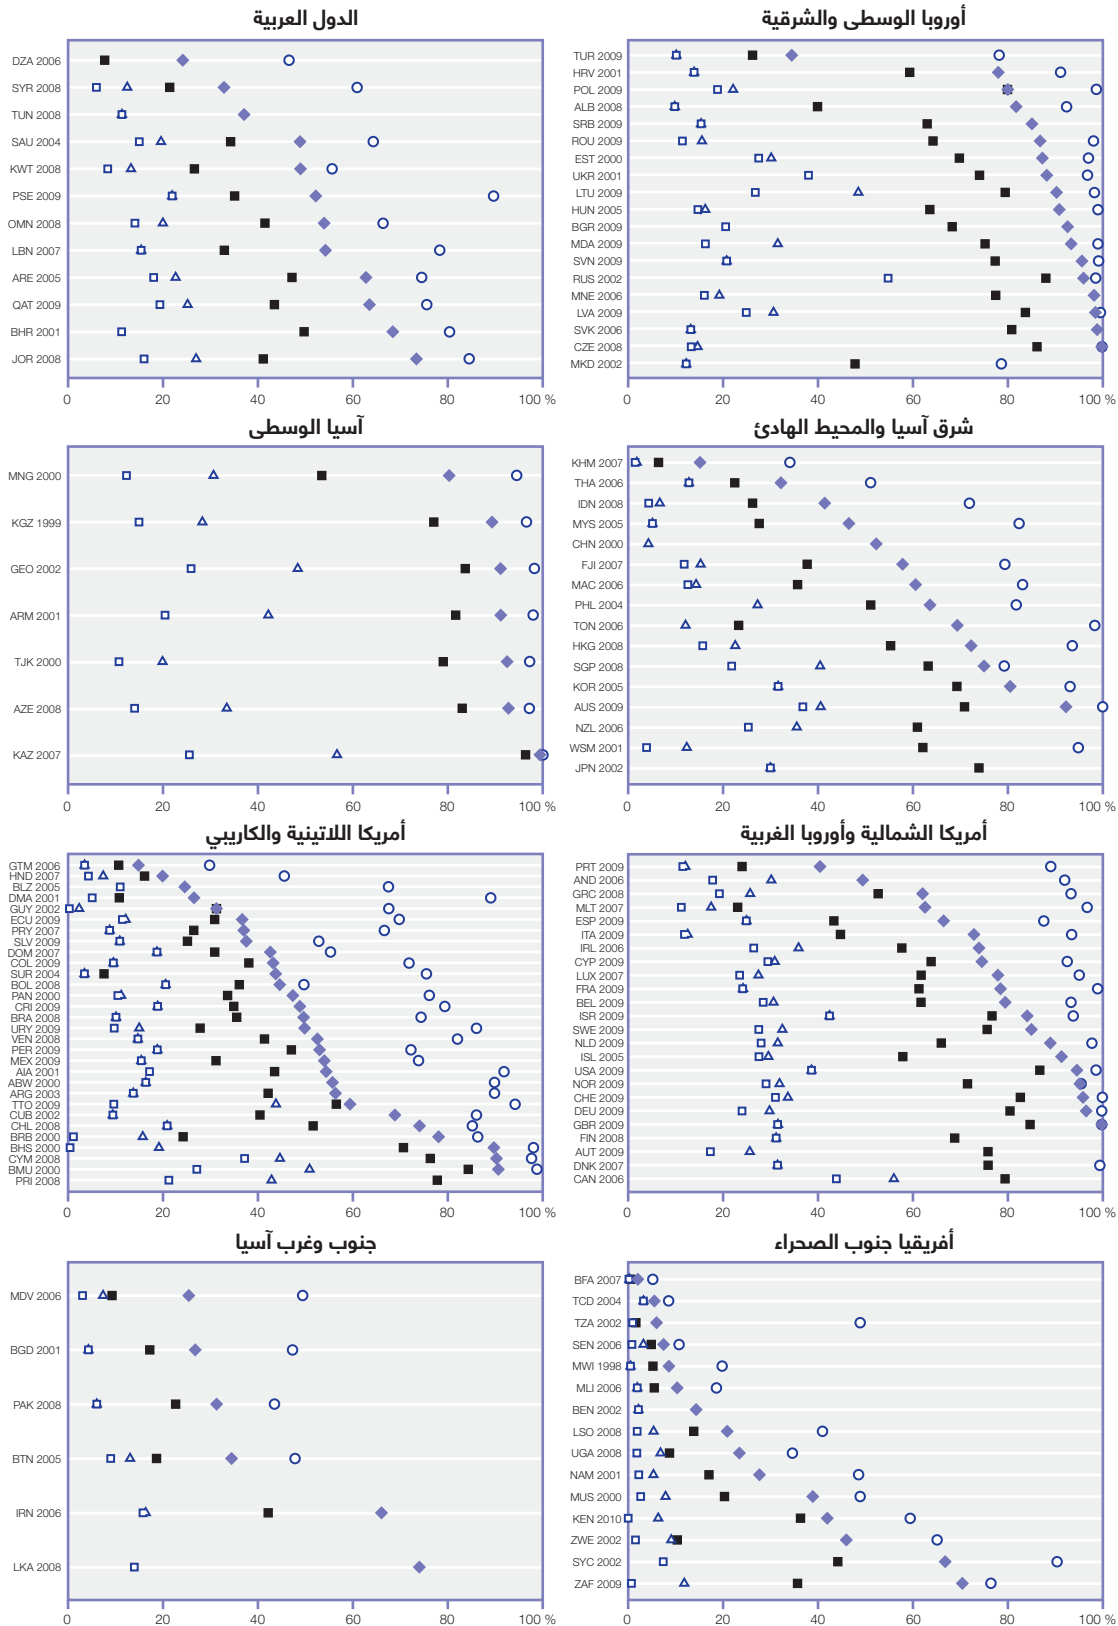 الدول العربية
DZA 2006
SYR 2008
TUN 2008
SAU 2004
KWT 2008
PSE 2009
OMN 2008
LBN 2007
ARE 2005
QAT 2009
BHR 2001
JOR 2008
0 20 40 60 80 100 %
أوروبا الوسطى والشرقية
TUR 2009
HRV 2001
POL 2009
ALB 2008
SRB 2009
ROU 2009
EST 2000
UKR 2001
LTU 2009
HUN 2005
BGR 2009
MDA 2009
SVN 2009
RUS 2002
MNE 2006
LVA 2009
SVK 2006
CZE 2008
MKD 2002
0 20 40 60 80 100 %
آسيا الوسطى
MNG 2000
KGZ 1999
GEO 2002
ARM 2001
TJK 2000
AZE 2008
KAZ 2007
0 20 40 60 80 100 %
شرق آسيا والمحيط الهادئ
KHM 2007
THA 2006
IDN 2008
MYS 2005
CHN 2000
FJI 2007
MAC 2006
PHL 2004
TON 2006
HKG 2008
SGP 2008
KOR 2005
AUS 2009
NZL 2006
WSM 2001
JPN 2002
0 20 40 60 80 100 %
أمريكا اللاتينية والكاريبي
GTM 2006
HND 2007
BLZ 2005
DMA 2001
GUY 2002
ECU 2009
PRY 2007
SLV 2009
DOM 2007
COL 2009
SUR 2004
BOL 2008
PAN 2000
CRI 2009
BRA 2008
URY 2009
VEN 2008
PER 2009
MEX 2009
AIA 2001
ABW 2000
ARG 2003
TTO 2009
CUB 2002
CHL 2008
BRB 2000
BHS 2000
CYM 2008
BMU 2000
PRI 2008
0 20 40 60 80 100 %
أمريكا الشمالية وأوروبا الغربية
PRT 2009
AND 2006
GRC 2008
MLT 2007
ESP 2009
ITA 2009
IRL 2006
CYP 2009
LUX 2007
FRA 2009
BEL 2009
ISR 2009
SWE 2009
NLD 2009
ISL 2005
USA 2009
NOR 2009
CHE 2009
DEU 2009
GBR 2009
FIN 2008
AUT 2009
DNK 2007
CAN 2006
0 20 40 60 80 100 %
جنوب وغرب آسيا
MDV 2006
BGD 2001
PAK 2008
BTN 2005
IRN 2006
LKA 2008
0 20 40 60 80 100 %
أفريقيا جنوب الصحراء
BFA 2007
TCD 2004
TZA 2002
SEN 2006
MWI 1998
MLI 2006
BEN 2002
LSO 2008
UGA 2008
NAM 2001
MUS 2000
KEN 2010
ZWE 2002
SYC 2002
ZAF 2009
0 20 40 60 80 100 %